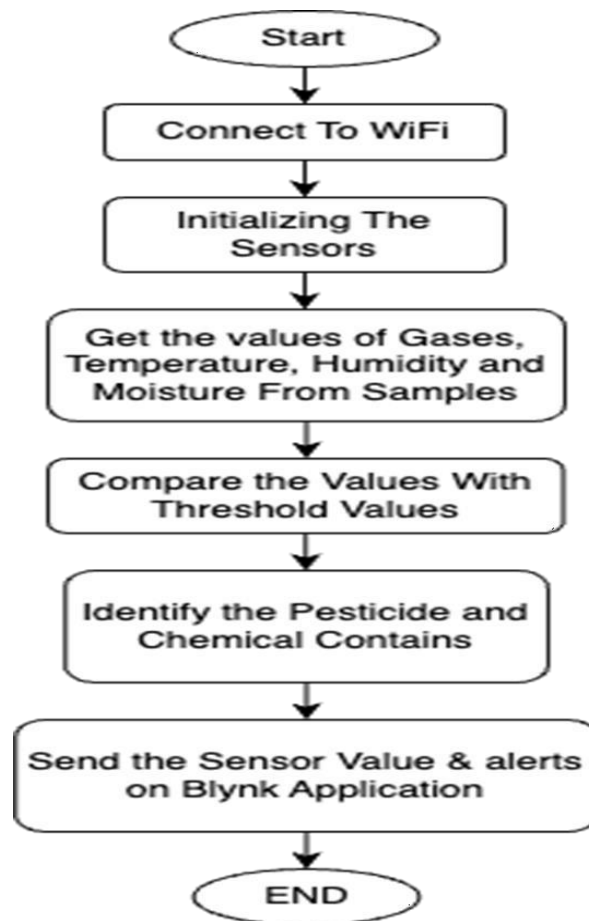 Start
Connect To WiFi
Initializing The
Sensors
Get the values of Gases,
Temperature, Humidity and
Moisture From Samples
Compare the Values With
Threshold Values
Identify the Pesticide and
Chemical Contains
Send the Sensor Value & alerts
on Blynk Application
END